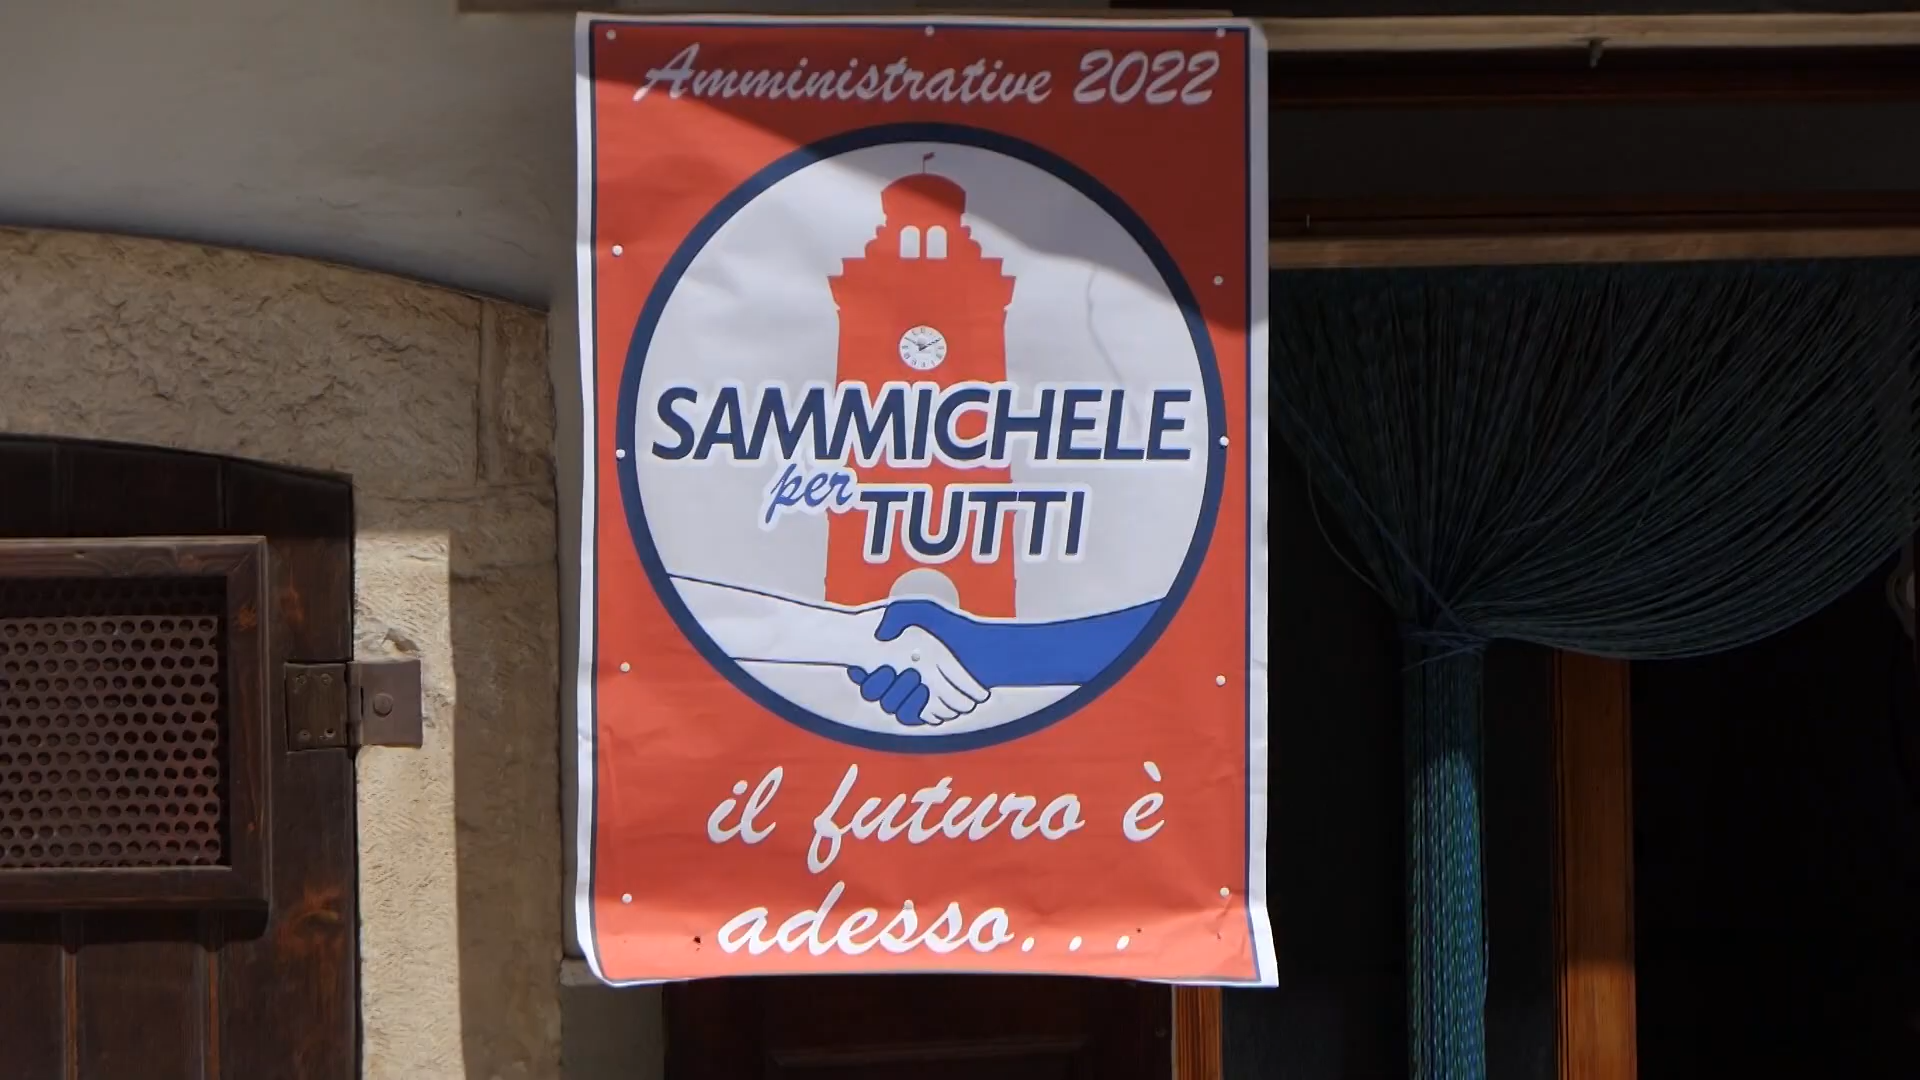 Amministrative 2022
SAMMICHELE
per TUTTI
il futuro è
adesso...